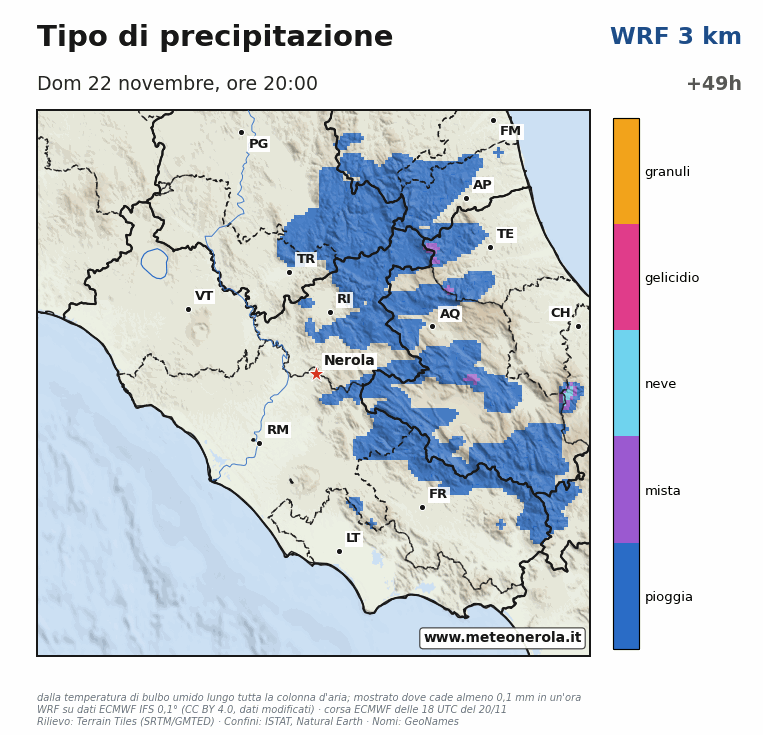 Tipo di precipitazione
WRF 3 km
Dom 22 novembre, ore 20:00
+49h
FM
PG
AP
TE
TR
VT
RI
AQ
CH.
Nerola
RM
FR
LT
www.meteonerola.it
granuli
gelicidio
neve
mista
pioggia
dalla temperatura di bulbo umido lungo tutta la colonna d'aria; mostrato dove cade almeno 0,1 mm in un'ora
WRF su dati ECMWF IFS 0,1° (CC BY 4.0, dati modificati) · corsa ECMWF delle 18 UTC del 20/11
Rilievo: Terrain Tiles (SRTM/GMTED) · Confini: ISTAT, Natural Earth · Nomi: GeoNames